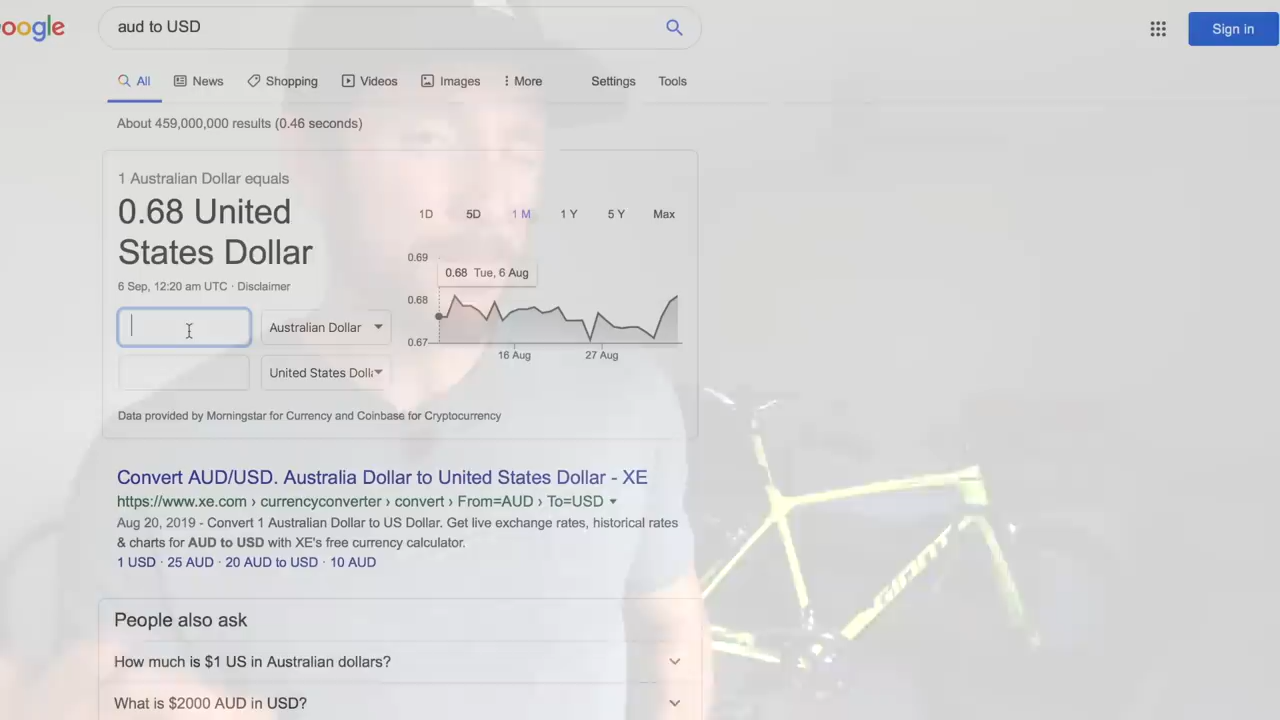 oogle
aud to USD
Sign in
All
News
Shopping
Videos
Images
More
Settings
Tools
About 459,000,000 results (0.46 seconds)
1 Australian Dollar equals
0.68 United
States Dollar
6 Sep, 12:20 am UTC · Disclaimer
Australian Dollar
United States Doll
1D
5D
1 M
1 Y
5 Y
Max
0.69
0.68 Tue, 6 Aug
0.68
0.67
16 Aug
27 Aug
Data provided by Morningstar for Currency and Coinbase for Cryptocurrency
Convert AUD/USD. Australia Dollar to United States Dollar - XE
https://www.xe.com › currencyconverter › convert › From=AUD › To=USD
Aug 20, 2019 - Convert 1 Australian Dollar to US Dollar. Get live exchange rates, historical rates
& charts for AUD to USD with XE's free currency calculator.
1 USD · 25 AUD · 20 AUD to USD · 10 AUD
GIANT
People also ask
How much is $1 US in Australian dollars?
What is $2000 AUD in USD?